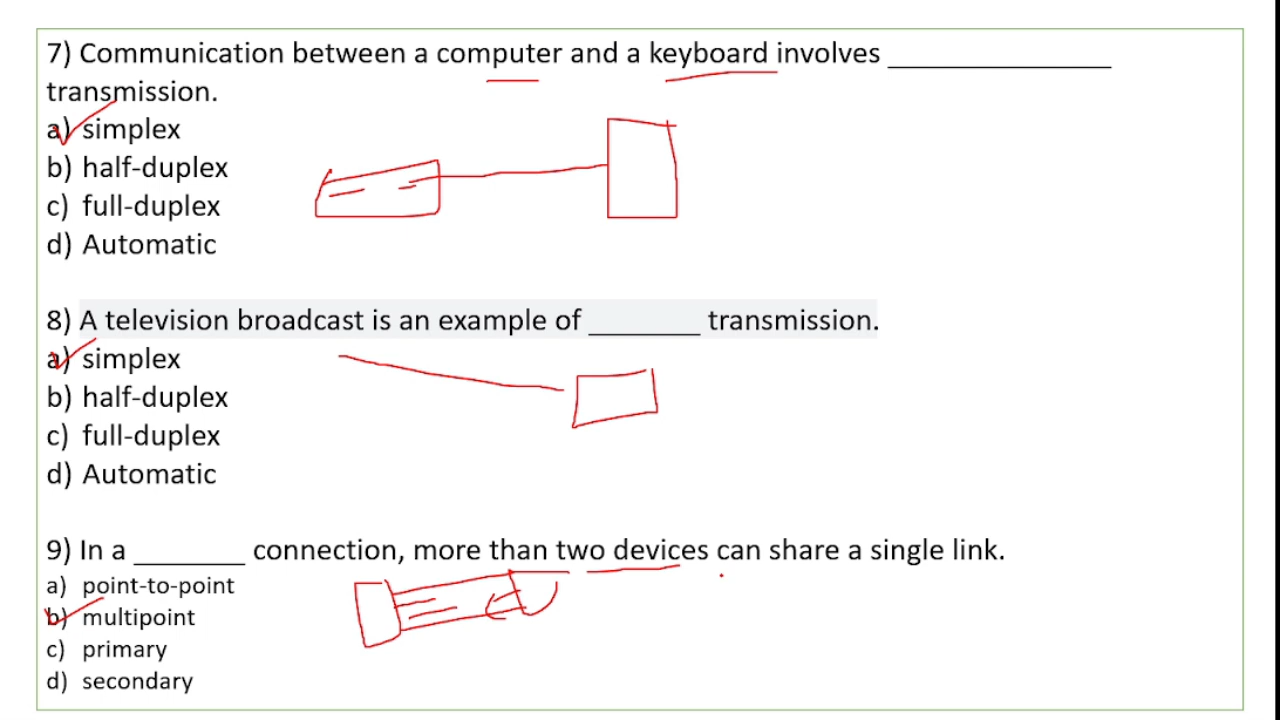 7) Communication between a computer and a keyboard involves _______________
transmission.
a) simplex
b) half-duplex
c) full-duplex
d) Automatic
8) A television broadcast is an example of ________ transmission.
a) simplex
b) half-duplex
c) full-duplex
d) Automatic
9) In a ________ connection, more than two devices can share a single link.
a) point-to-point
b) multipoint
c) primary
d) secondary